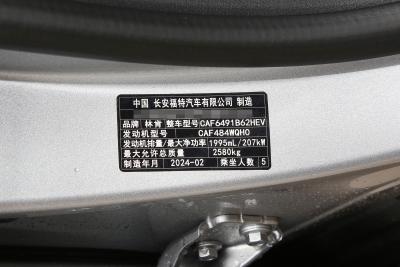 中国 长安福特汽车有限公司 制造
品牌 林肯 整车型号 CAF6491B62HEV
发动机型号 CAF484WQHO
发动机排量/最大净功率 1995mL/207kW
最大允许总质量 2580kg
制造年月 2024-02 乘坐人数 5